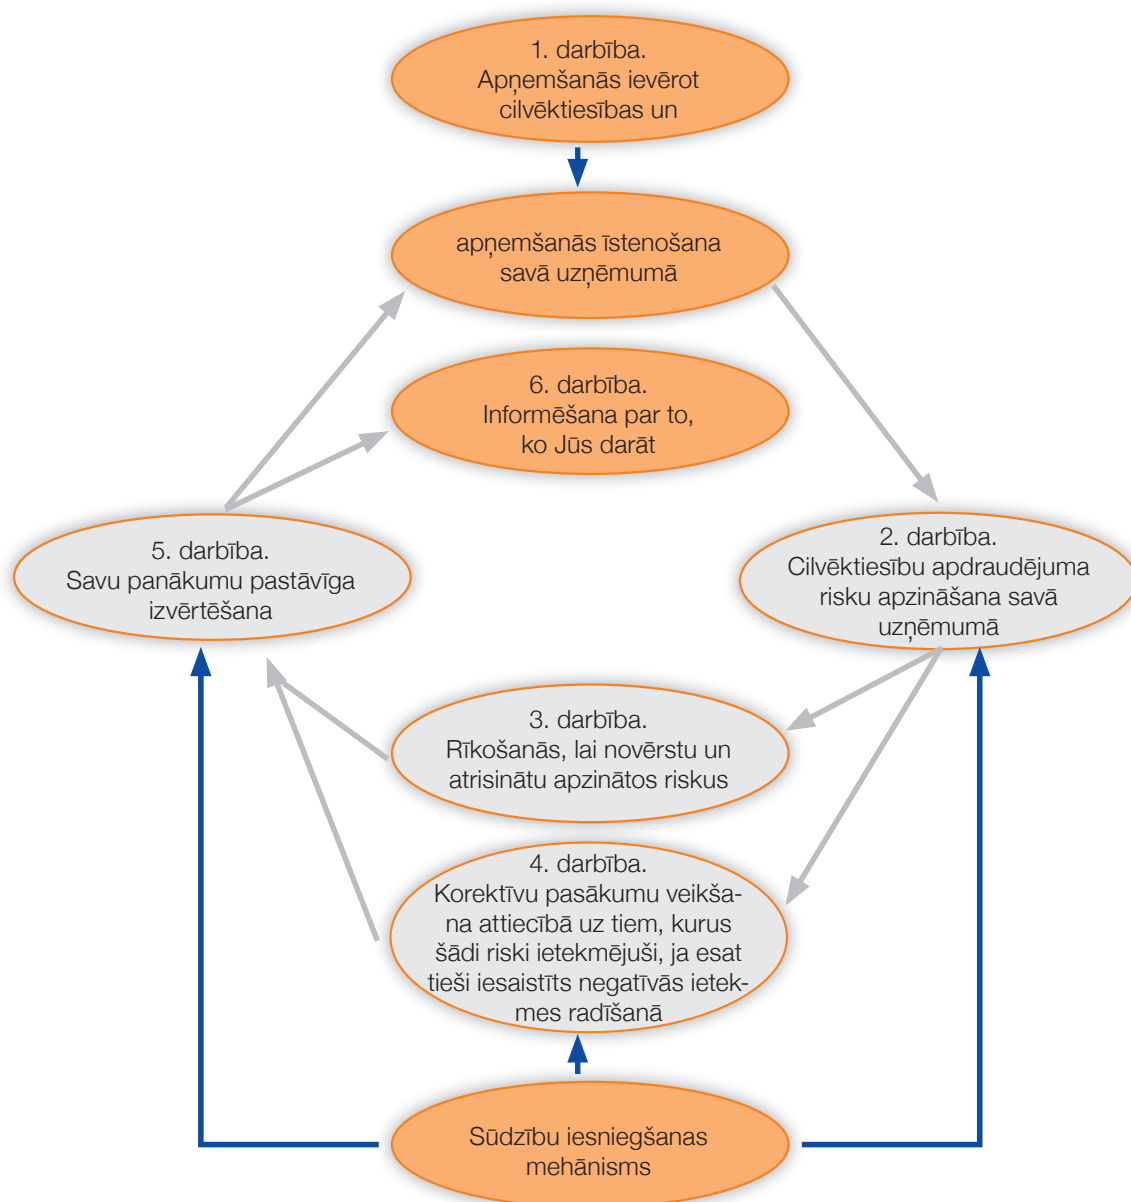 1. darbība.
Apņemšanās ievērot
cilvēktiesības un
apņemšanās īstenošana
savā uzņēmumā
6. darbība.
Informēšana par to,
ko Jūs darāt
5. darbība.
Savu panākumu pastāvīga
izvērtēšana
2. darbība.
Cilvēktiesību apdraudējuma
risku apzināšana savā
uzņēmumā
3. darbība.
Rīkošanās, lai novērstu un
atrisinātu apzinātos riskus
4. darbība.
Korektīvu pasākumu veikša-
na attiecībā uz tiem, kurus
šādi riski ietekmējuši, ja esat
tieši iesaistīts negatīvās ietek-
mes radīšanā
Sūdzību iesniegšanas
mehānisms